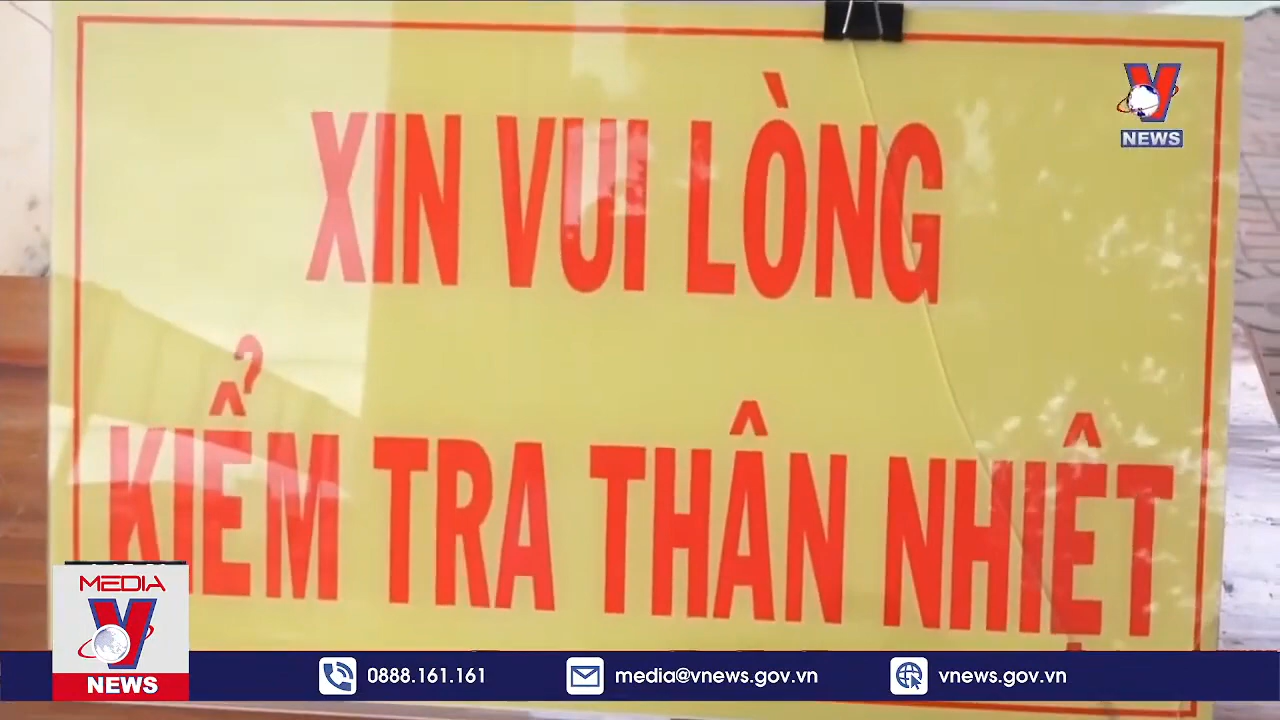 XIN VUI LÒNG
KIỂM TRA THÂN NHIỆT
NEWS
MEDIA
NEWS
0888.161.161
media@vnews.gov.vn
vnews.gov.vn